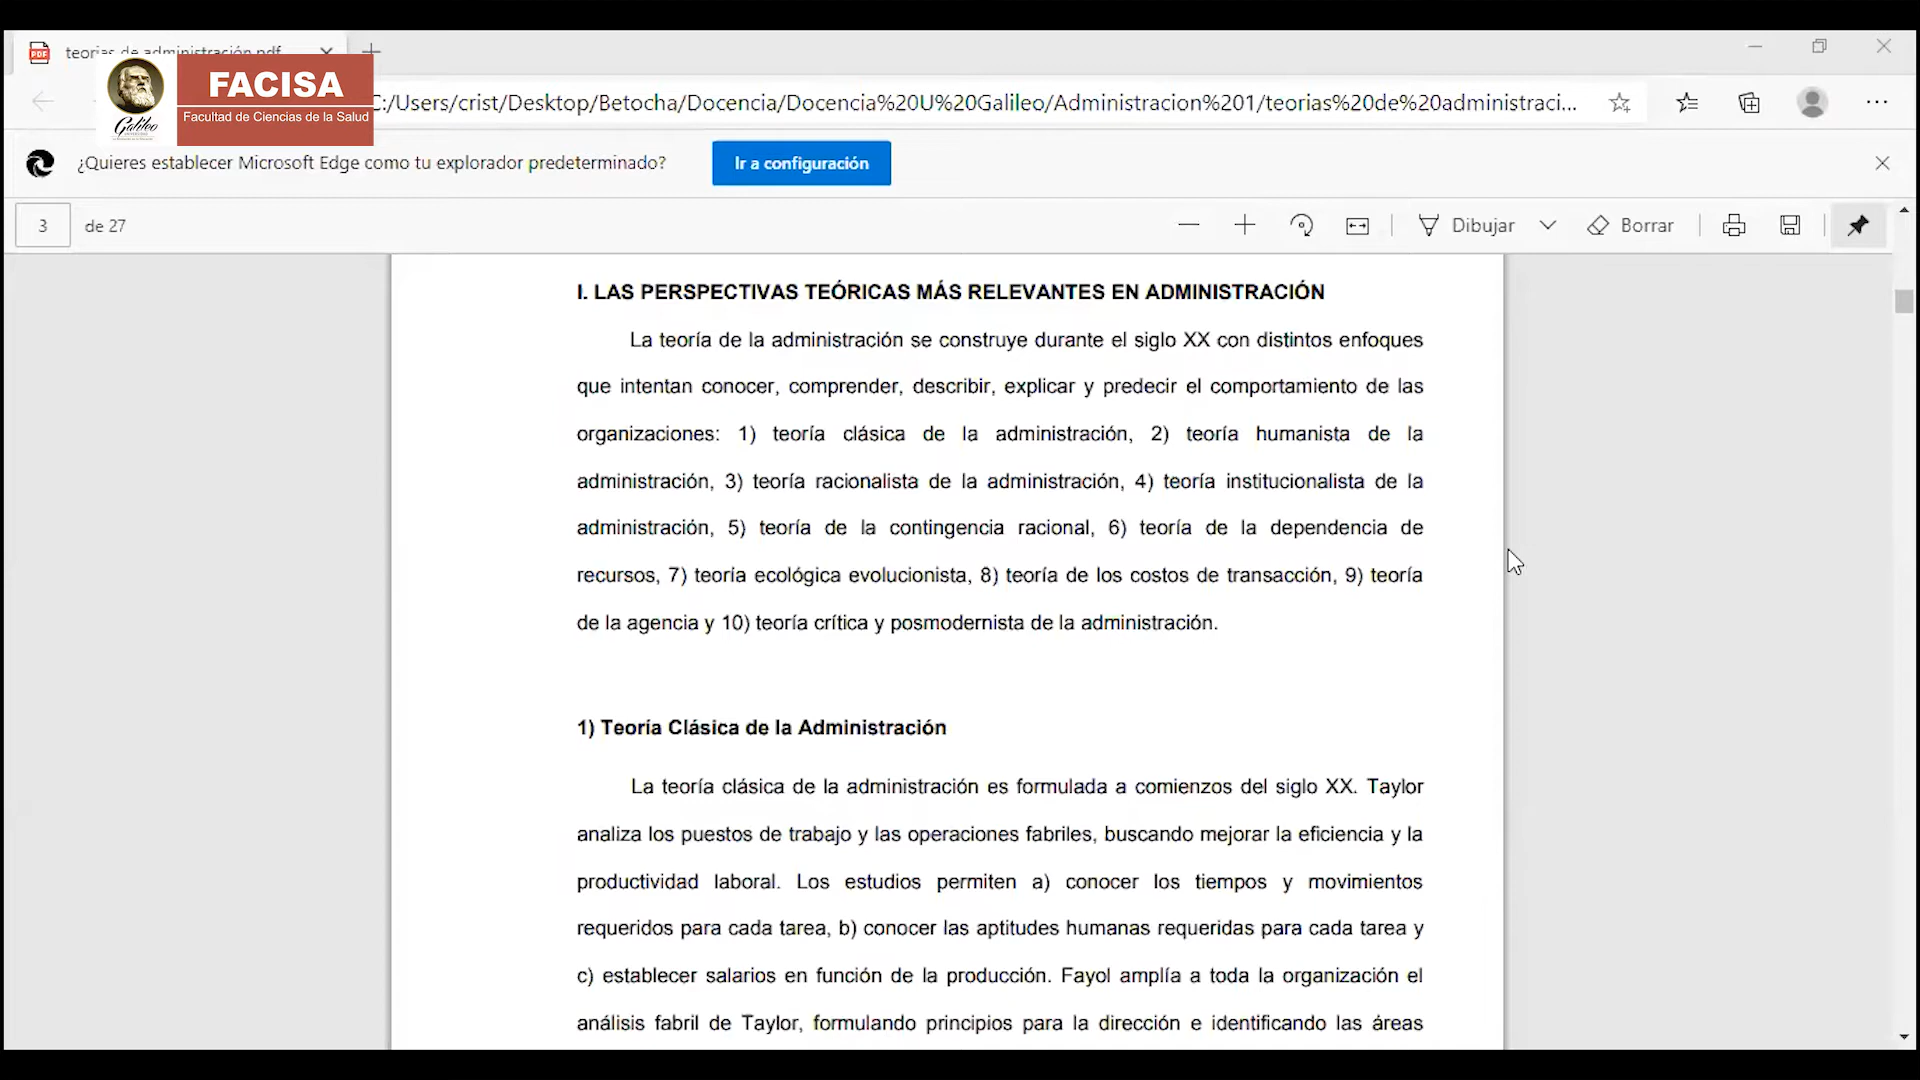 teorias de administración.pdf
FACISA
Facultad de Ciencias de la Salud
Galileo
C:/Users/crist/Desktop/Betocha/Docencia/Docencia%20U%20Galileo/Administracion%201/teorias%20de%20administraci...
¿Quieres establecer Microsoft Edge como tu explorador predeterminado?
Ir a configuración
3 de 27
Dibujar
Borrar
I. LAS PERSPECTIVAS TEÓRICAS MÁS RELEVANTES EN ADMINISTRACIÓN
La teoría de la administración se construye durante el siglo XX con distintos enfoques
que intentan conocer, comprender, describir, explicar y predecir el comportamiento de las
organizaciones: 1) teoría clásica de la administración, 2) teoría humanista de la
administración, 3) teoría racionalista de la administración, 4) teoría institucionalista de la
administración, 5) teoría de la contingencia racional, 6) teoría de la dependencia de
recursos, 7) teoría ecológica evolucionista, 8) teoría de los costos de transacción, 9) teoría
de la agencia y 10) teoría crítica y posmodernista de la administración.
1) Teoría Clásica de la Administración
La teoría clásica de la administración es formulada a comienzos del siglo XX. Taylor
analiza los puestos de trabajo y las operaciones fabriles, buscando mejorar la eficiencia y la
productividad laboral. Los estudios permiten a) conocer los tiempos y movimientos
requeridos para cada tarea, b) conocer las aptitudes humanas requeridas para cada tarea y
c) establecer salarios en función de la producción. Fayol amplía a toda la organización el
análisis fabril de Taylor, formulando principios para la dirección e identificando las áreas